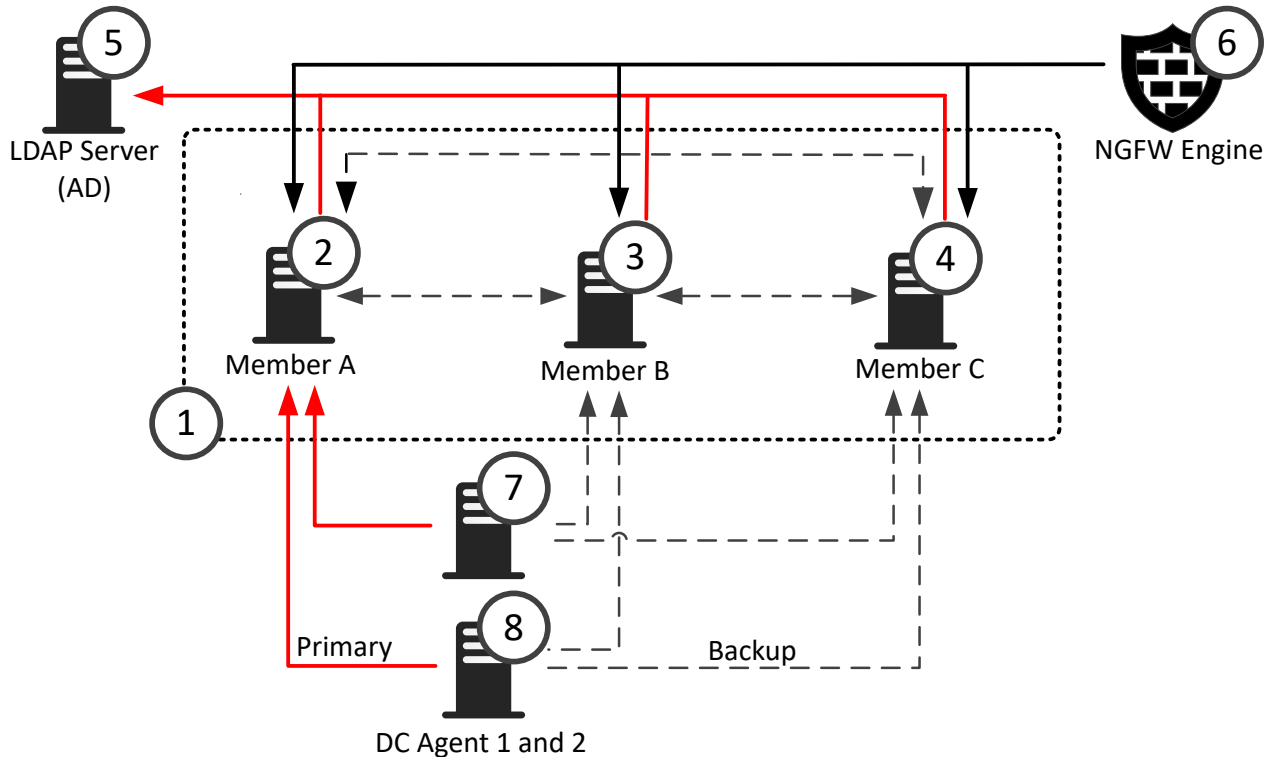 5
6
LDAP Server
(AD)
NGFW Engine
2
3
4
Member A
Member B
Member C
1
7
8
Primary
Backup
DC Agent 1 and 2